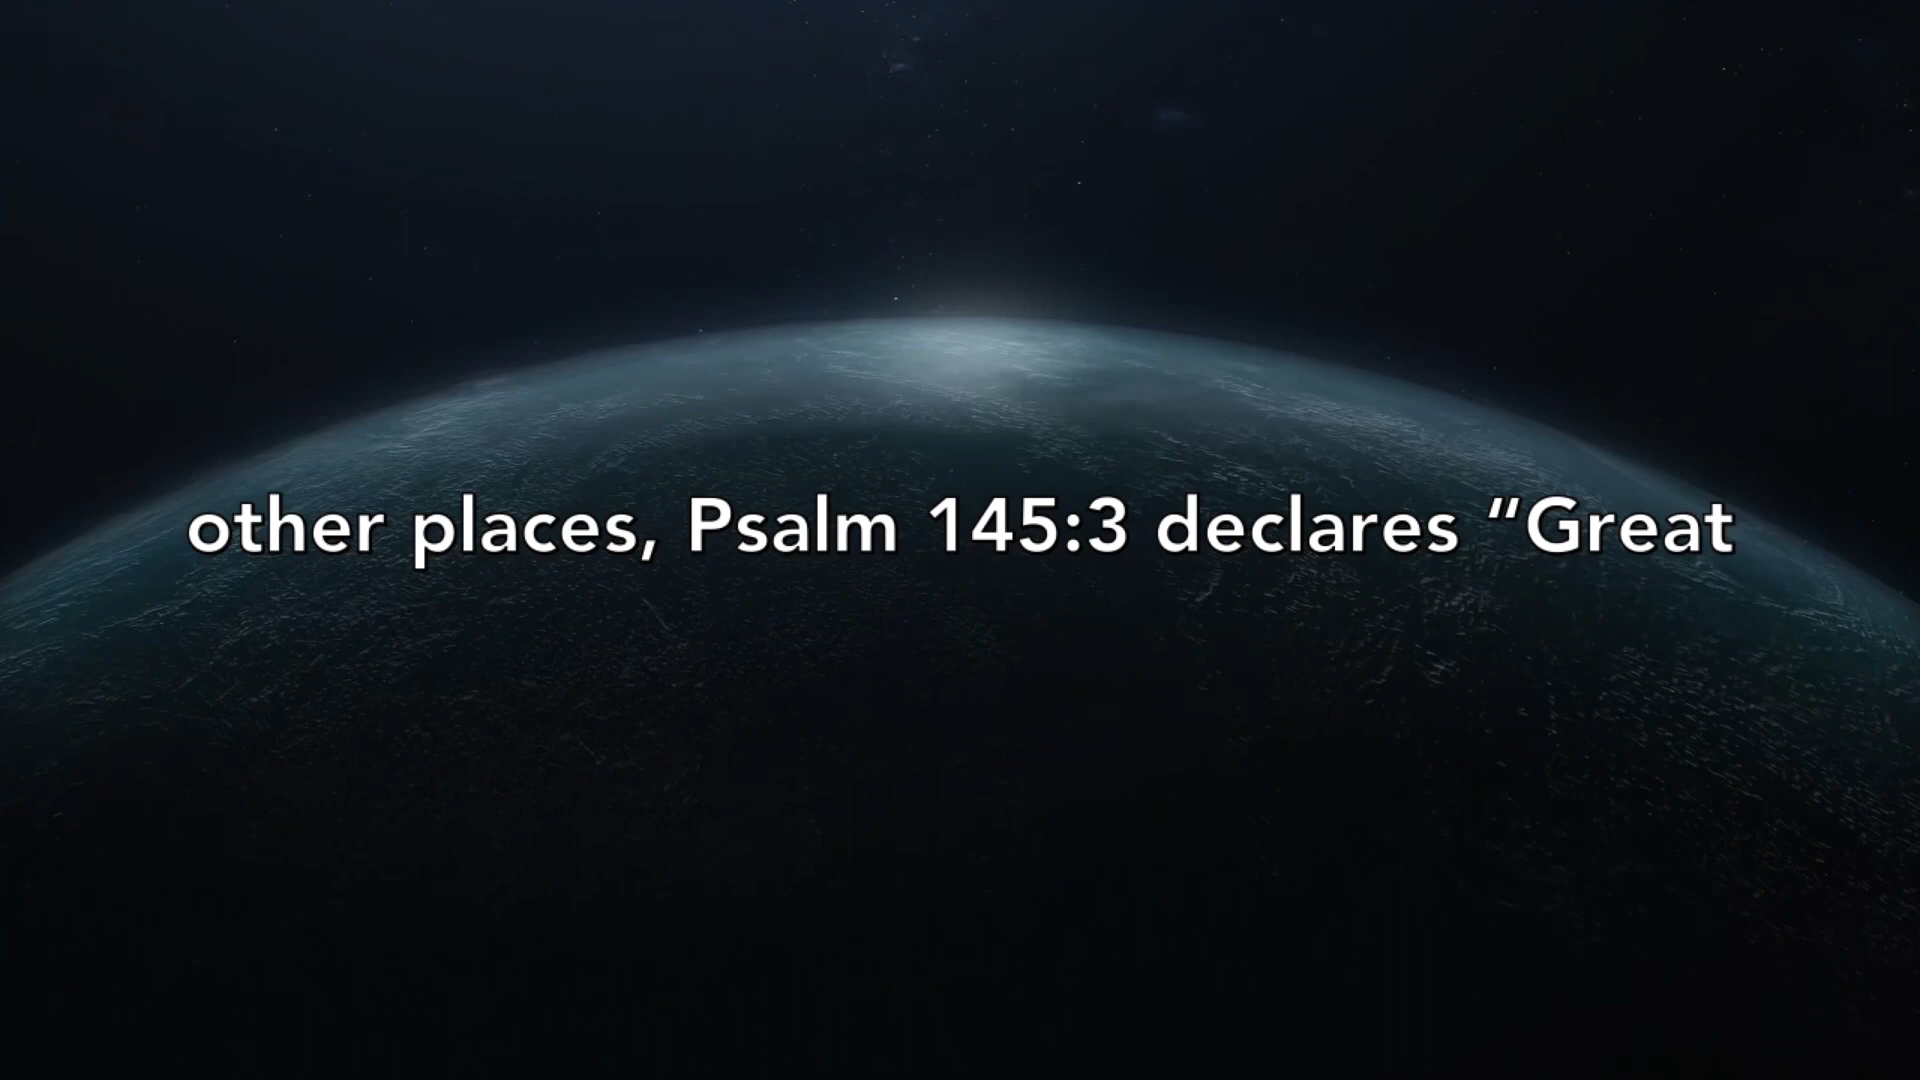 other places, Psalm 145:3 declares “Great